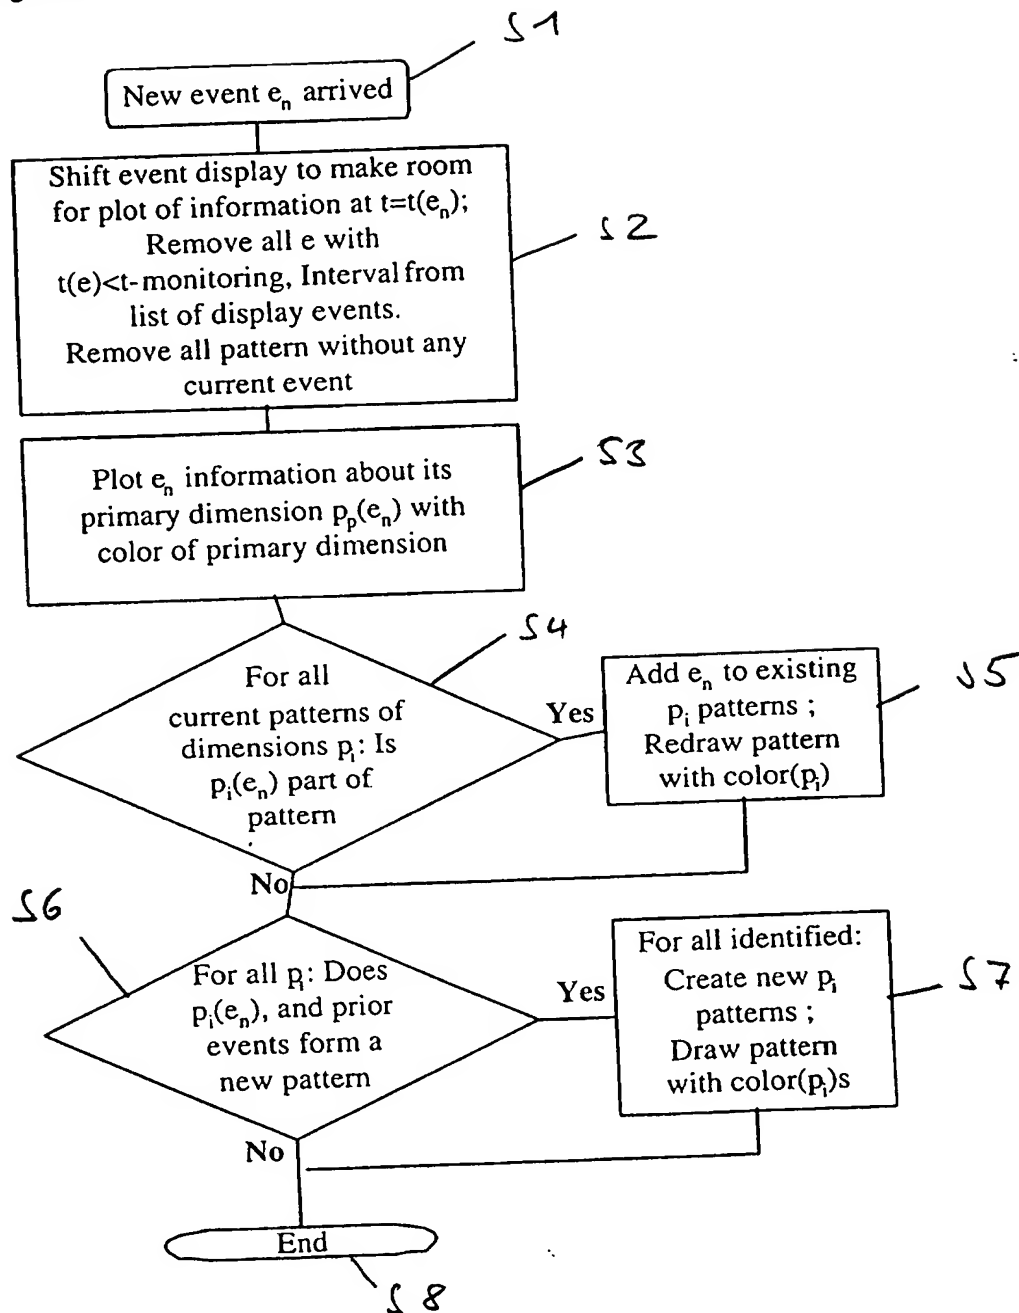 S1
New event eₙ arrived
Shift event display to make room
for plot of information at t=t(eₙ);
Remove all e with
t(e)<t-monitoring, Interval from
list of display events.
Remove all pattern without any
current event
S2
Plot eₙ information about its
primary dimension pₚ(eₙ) with
color of primary dimension
S3
For all
current patterns of
dimensions pᵢ: Is
pᵢ(eₙ) part of
pattern
S4
Yes
Add eₙ to existing
pᵢ patterns ;
Redraw pattern
with color(pᵢ)
S5
No
S6
For all pᵢ: Does
pᵢ(eₙ), and prior
events form a
new pattern
Yes
For all identified:
Create new pᵢ
patterns ;
Draw pattern
with color(pᵢ)s
S7
No
End
S8